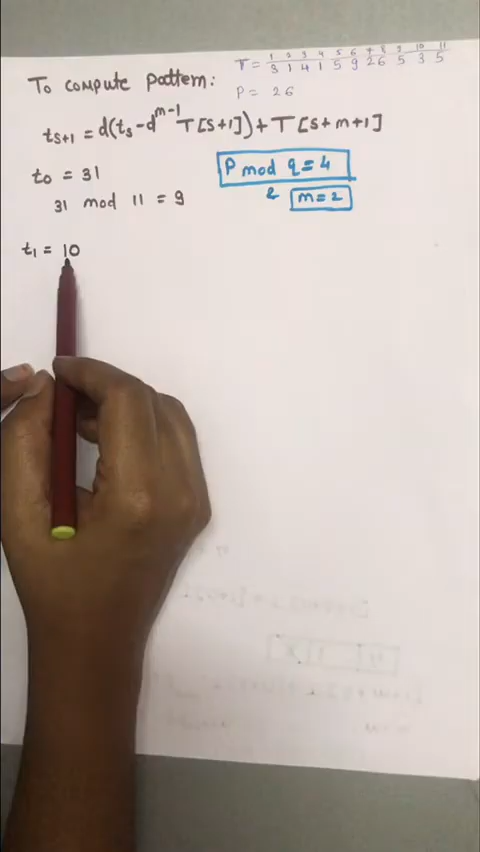 To compute pattern:
T = 1 2 3 4 5 6 7 8 9 10 11
3 1 4 1 5 9 2 6 5 3 5
P = 26
ts+1 = d(ts - d^m-1 T[s+1]) + T[s+m+1]
t0 = 31
P mod q = 4
31 mod 11 = 9
& m = 2
t1 = 10